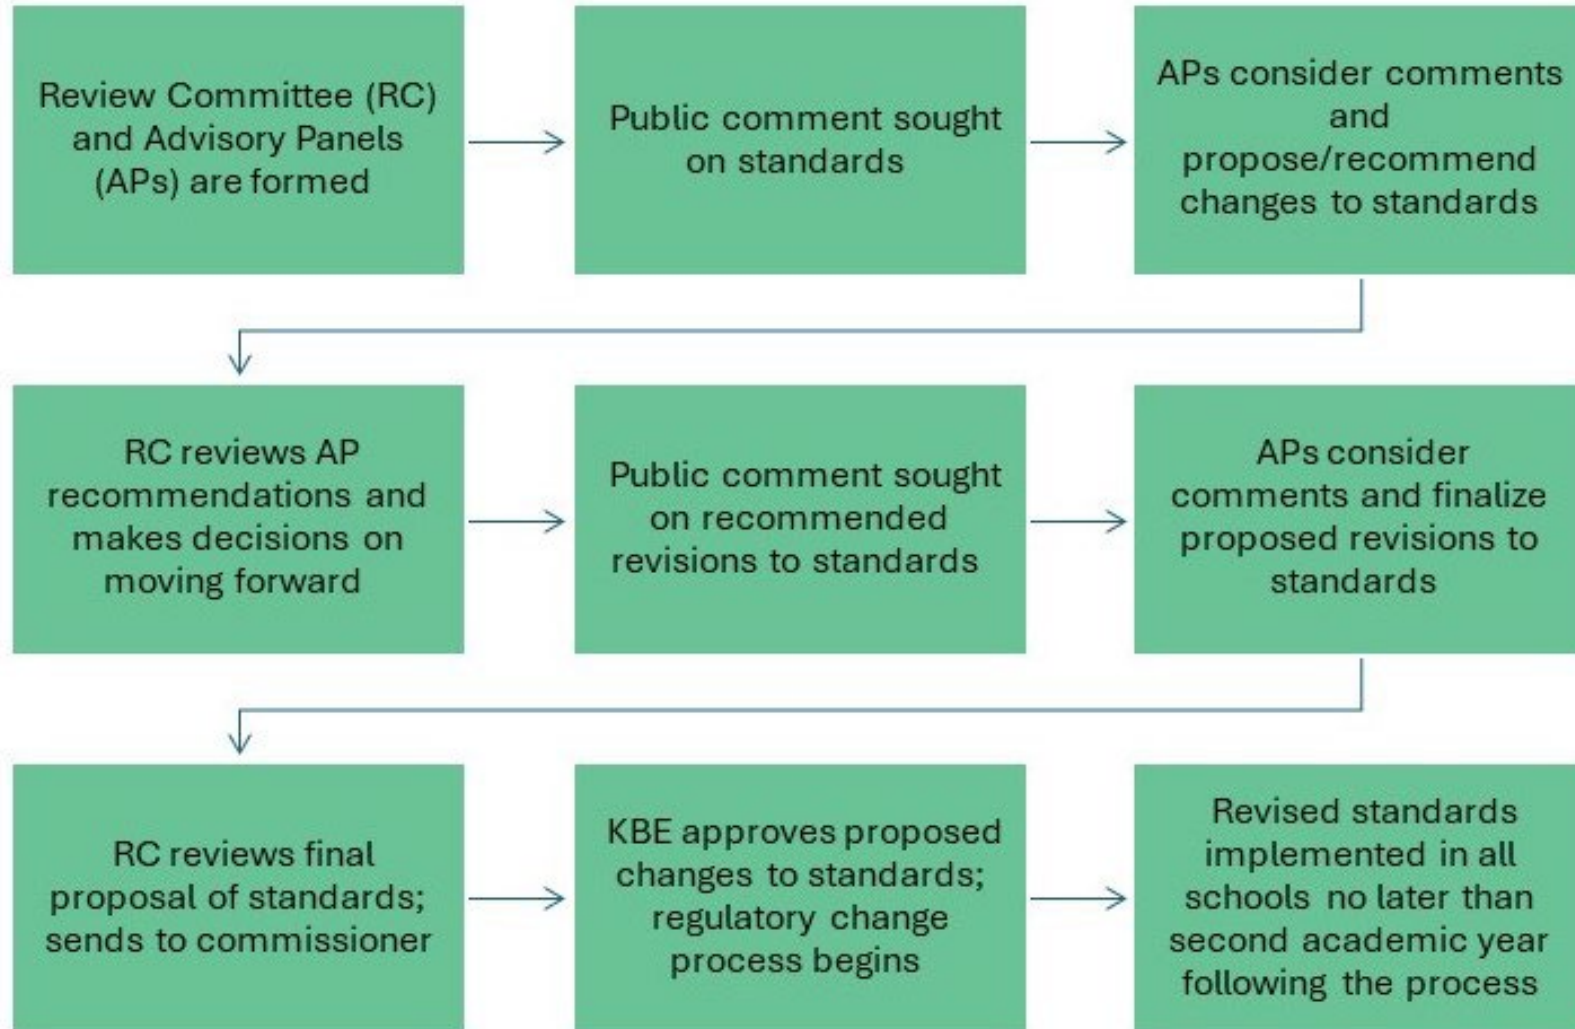 Review Committee (RC)
and Advisory Panels
(APs) are formed
Public comment sought
on standards
APs consider comments
and
propose/recommend
changes to standards
RC reviews AP
recommendations and
makes decisions on
moving forward
Public comment sought
on recommended
revisions to standards
APs consider
comments and finalize
proposed revisions to
standards
RC reviews final
proposal of standards;
sends to commissioner
KBE approves proposed
changes to standards;
regulatory change
process begins
Revised standards
implemented in all
schools no later than
second academic year
following the process